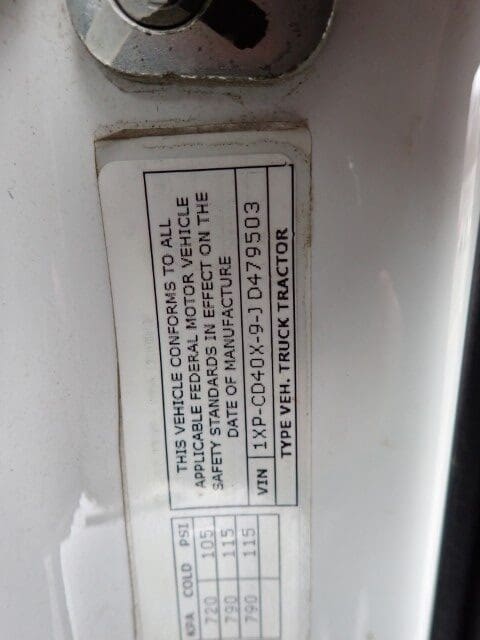 THIS VEHICLE CONFORMS TO ALL
APPLICABLE FEDERAL MOTOR VEHICLE
SAFETY STANDARDS IN EFFECT ON THE
DATE OF MANUFACTURE
VIN 1XP-CD40X-9-JD479503
TYPE VEH. TRUCK TRACTOR
KPA COLD PSI
720 105
790 115
790 115